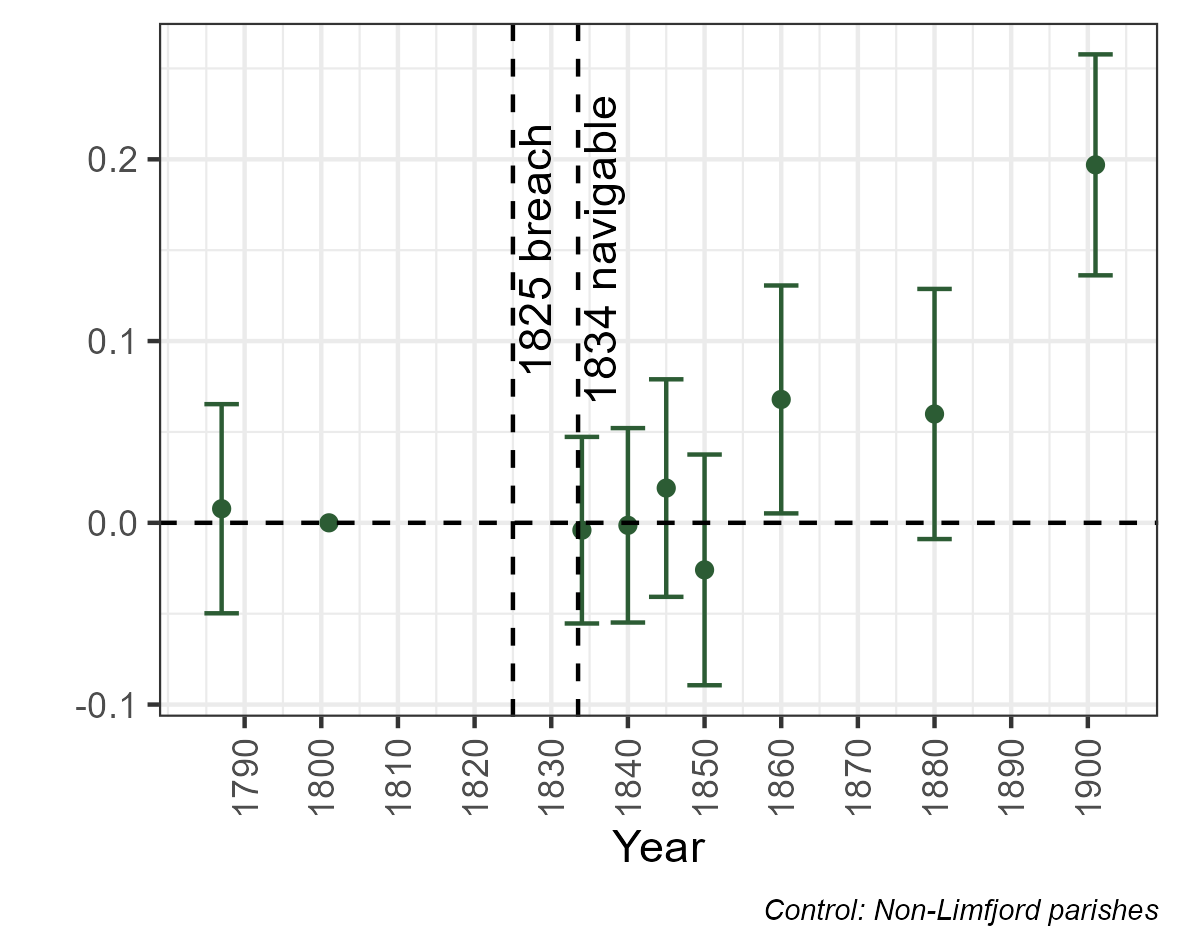 0.2
0.1
0.0
-0.1
1825 breach
1834 navigable
1790 1800 1810 1820 1830 1840 1850 1860 1870 1880 1890 1900
Year
Control: Non-Limfjord parishes